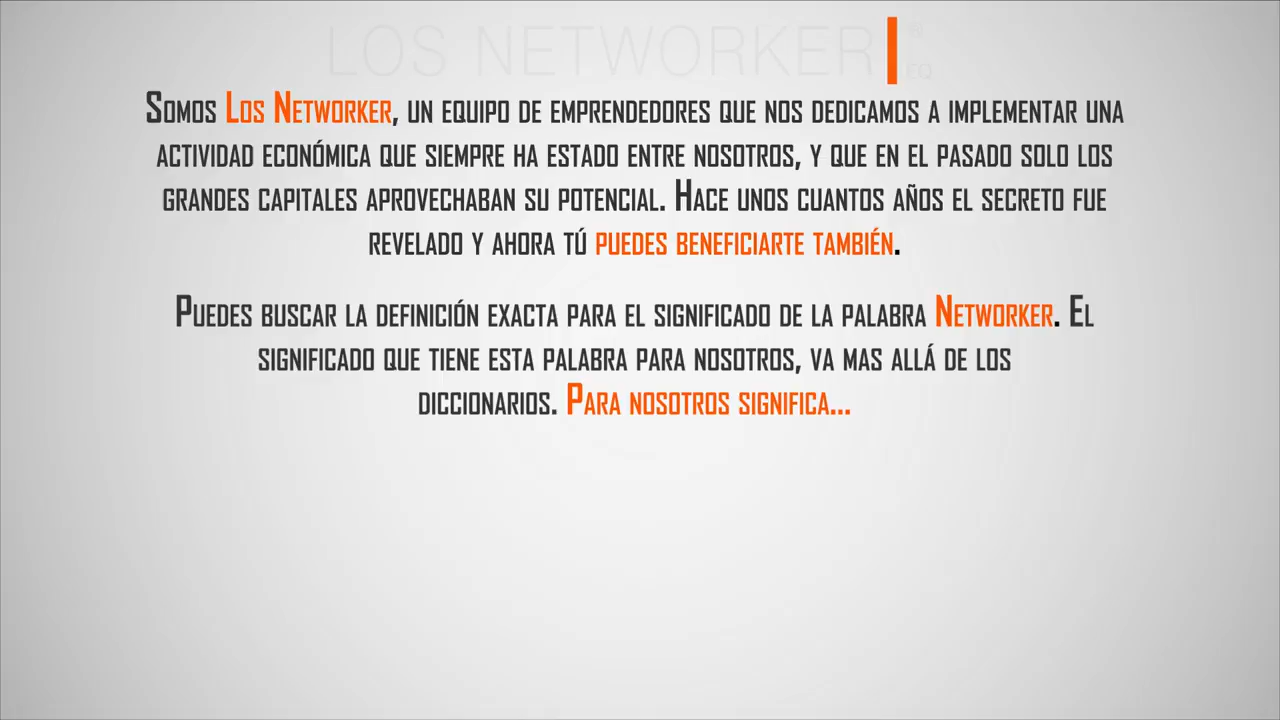 LOS NETWORKER
Somos Los Networker, un equipo de emprendedores que nos dedicamos a implementar una
actividad económica que siempre ha estado entre nosotros, y que en el pasado solo los
grandes capitales aprovechaban su potencial. Hace unos cuantos años el secreto fue
revelado y ahora tú puedes beneficiarte también.
Puedes buscar la definición exacta para el significado de la palabra Networker. El
significado que tiene esta palabra para nosotros, va mas allá de los
diccionarios. Para nosotros significa...